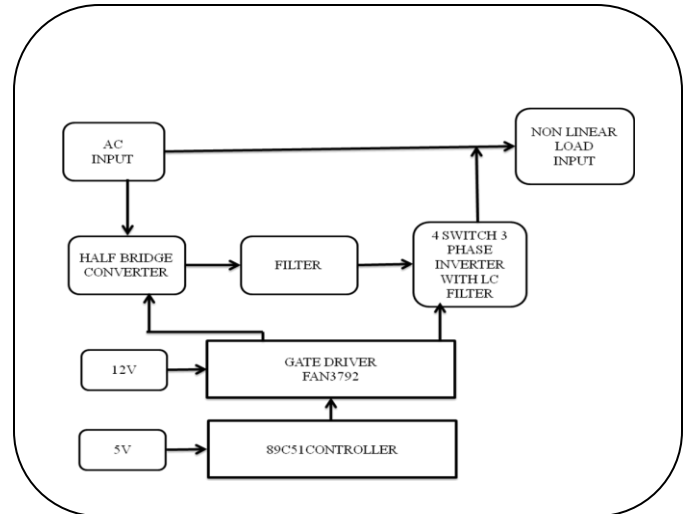 AC
INPUT
NON LINEAR
LOAD
INPUT
HALF BRIDGE
CONVERTER
FILTER
4 SWITCH 3
PHASE
INVERTER
WITH LC
FILTER
12V
GATE DRIVER
FAN3792
5V
89C51CONTROLLER